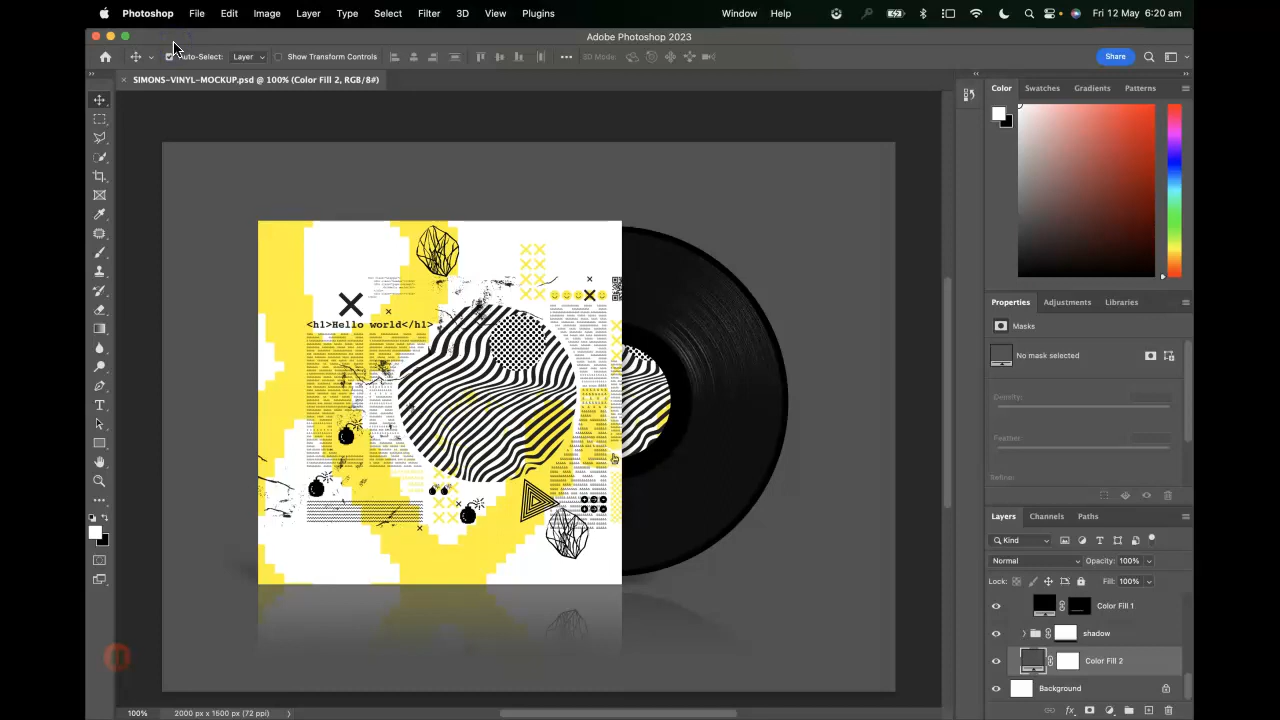 Photoshop File Edit Image Layer Type Select Filter 3D View Plugins Window Help Fri 12 May 6:20 am
Adobe Photoshop 2023
Auto-Select: Layer Show Transform Controls 3D Mode: Share
SIMONS-VINYL-MOCKUP.psd @ 100% (Color Fill 2, RGB/8#)
Color Swatches Gradients Patterns
<h1>Hello world</h1>
Properties Adjustments Libraries
Masks
No mask selected
Density:
Feather
Refine:
Layers Channels Paths
Kind
Normal Opacity: 100%
Lock: Fill: 100%
Color Fill 1
shadow
Color Fill 2
Background
100% 2000 px x 1500 px (72 ppi)